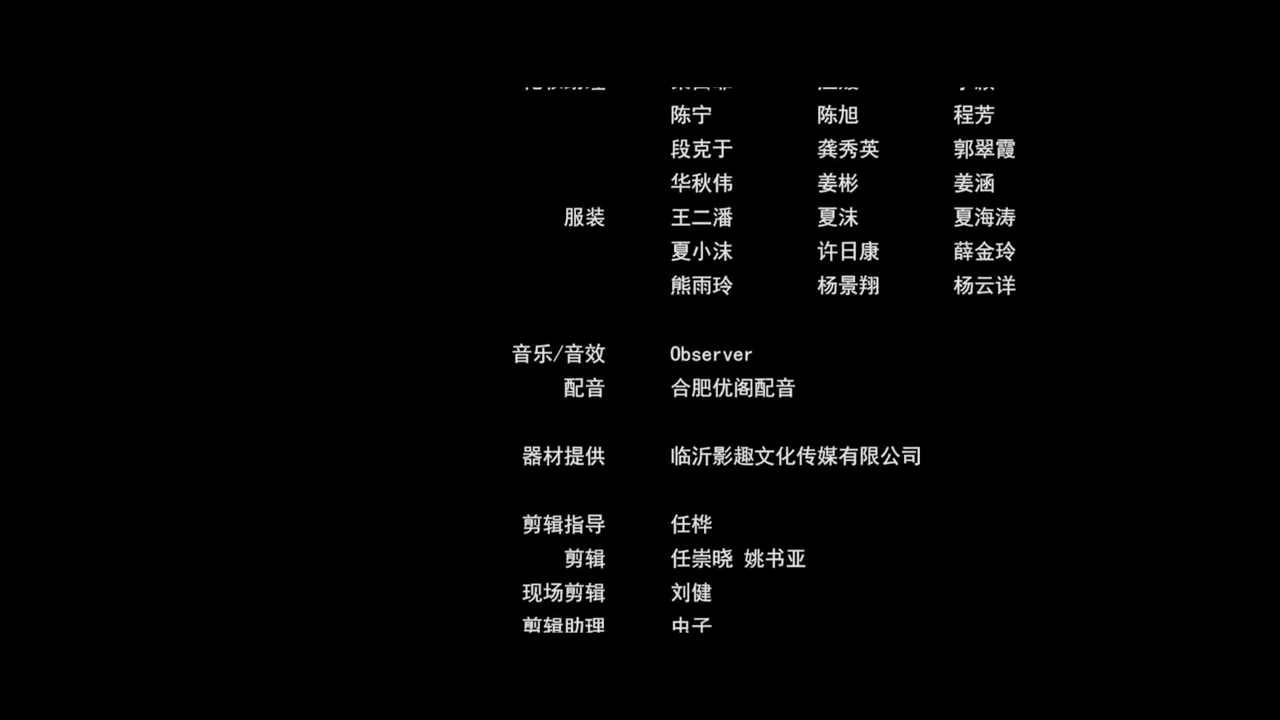 陈宁 陈旭 程芳
段克于 龚秀英 郭翠霞
华秋伟 姜彬 姜涵
服装 王二潘 夏沫 夏海涛
夏小沫 许日康 薛金玲
熊雨玲 杨景翔 杨云详
音乐/音效 Observer
配音 合肥优阁配音
器材提供 临沂影趣文化传媒有限公司
剪辑指导 任桦
剪辑 任崇晓 姚书亚
现场剪辑 刘健
剪辑助理